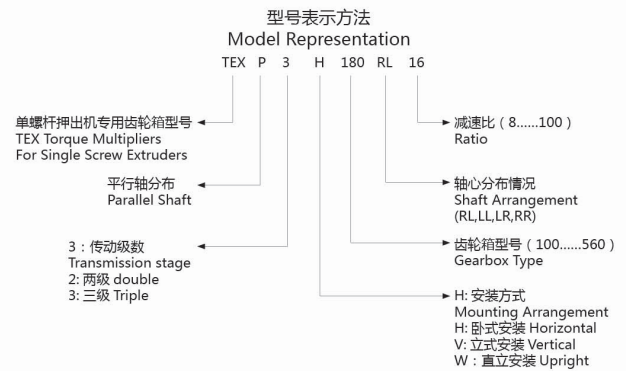 型号表示方法
Model Representation
TEX P 3 H 180 RL 16
单螺杆押出机专用齿轮箱型号
TEX Torque Multipliers
For Single Screw Extruders
平行轴分布
Parallel Shaft
3：传动级数
Transmission stage
2: 两级 double
3: 三级 Triple
减速比（8......100）
Ratio
轴心分布情况
Shaft Arrangement
(RL,LL,LR,RR)
齿轮箱型号（100......560）
Gearbox Type
H: 安装方式
Mounting Arrangement
H: 卧式安装 Horizontal
V: 立式安装 Vertical
W：直立安装 Upright